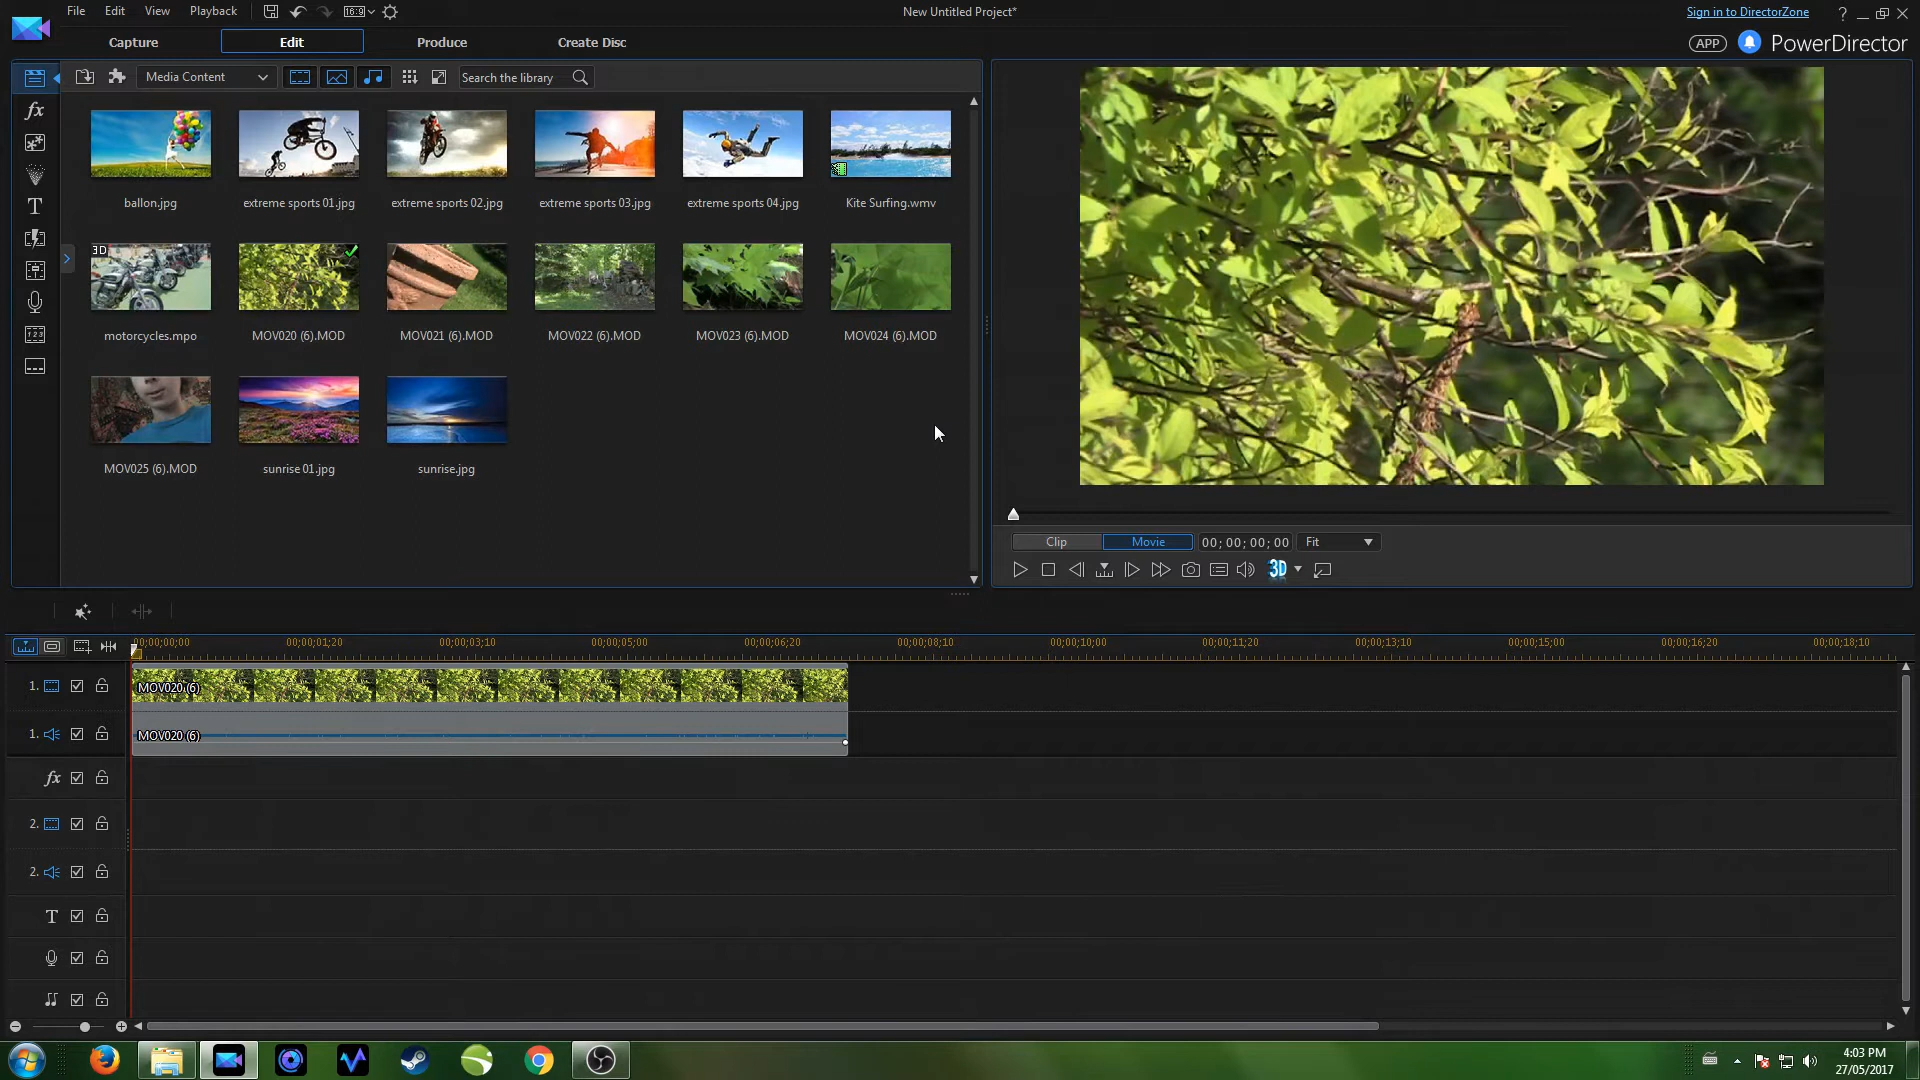 File Edit View Playback 16:9 New Untitled Project* Sign in to DirectorZone ?
Capture Edit Produce Create Disc APP PowerDirector
Media Content Search the library
fx
T
1 2 3
ballon.jpg extreme sports 01.jpg extreme sports 02.jpg extreme sports 03.jpg extreme sports 04.jpg Kite Surfing.wmv
3D
motorcycles.mpo MOV020 (6).MOD MOV021 (6).MOD MOV022 (6).MOD MOV023 (6).MOD MOV024 (6).MOD
MOV025 (6).MOD sunrise 01.jpg sunrise.jpg
Clip Movie 00; 00; 00; 00 Fit
3D
00;00;00;00 00;00;01;20 00;00;03;10 00;00;05;00 00;00;06;20 00;00;08;10 00;00;10;00 00;00;11;20 00;00;13;10 00;00;15;00 00;00;16;20 00;00;18;10
1. MOV020 (6)
1. MOV020 (6)
fx
2.
2.
T
4:03 PM
27/05/2017